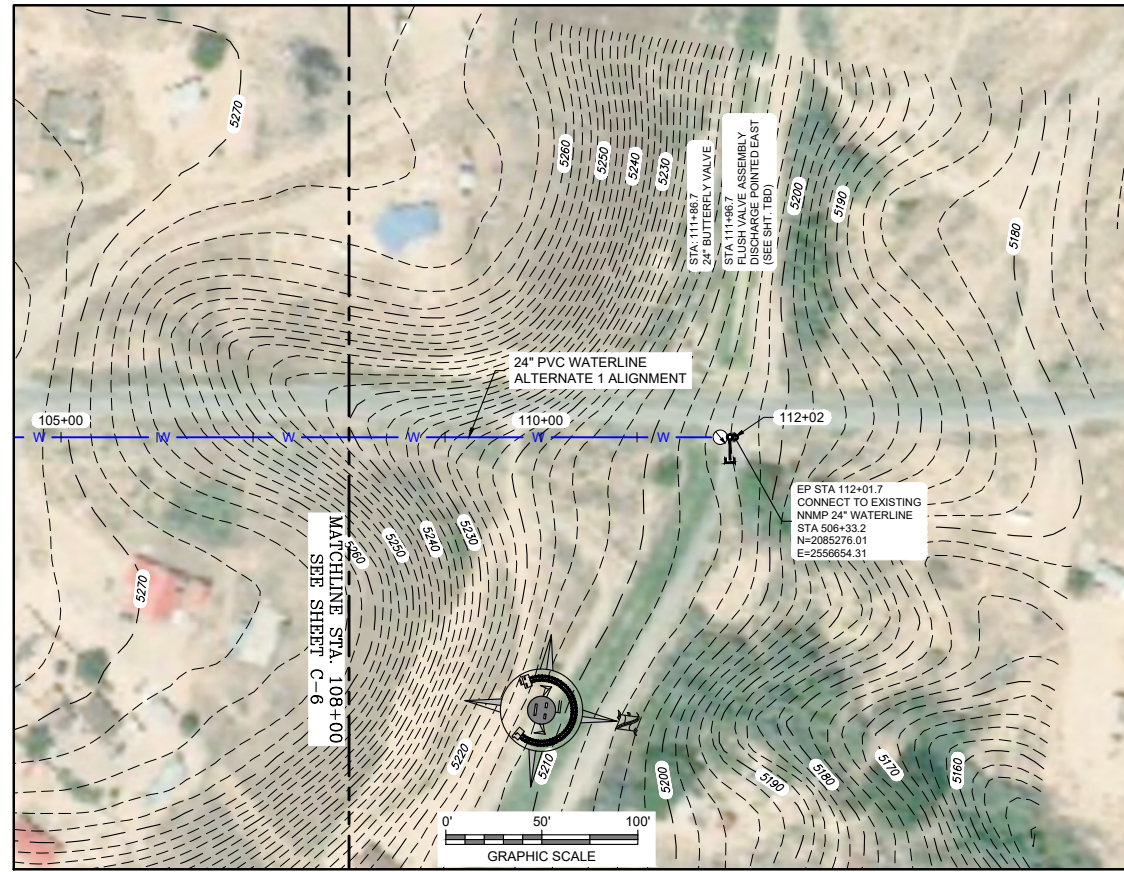 5270
5260
5250
5240
5230
STA: 111+86.7
24" BUTTERFLY VALVE
STA 111+96.7
FLUSH VALVE ASSEMBLY
DISCHARGE POINTED EAST
(SEE SHT. TBD)
5200
5190
5180
24" PVC WATERLINE
ALTERNATE 1 ALIGNMENT
105+00
110+00
112+02
W W W W W W
EP STA 112+01.7
CONNECT TO EXISTING
NNMP 24" WATERLINE
STA 506+33.2
N=2085276.01
E=2556654.31
MATCHLINE STA. 108+00
SEE SHEET C-6
5260
5250
5240
5230
5270
5220
5210
N
5200
5190
5180
5170
5160
0' 50' 100'
GRAPHIC SCALE